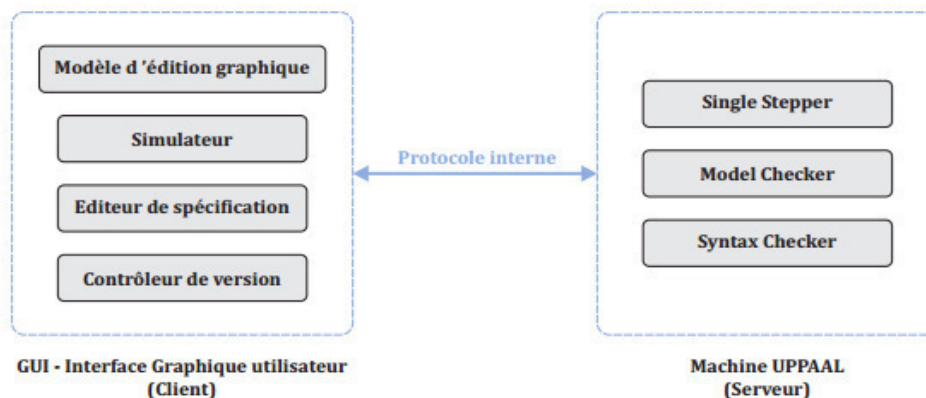 Modèle d ’édition graphique
Simulateur
Editeur de spécification
Contrôleur de version
Protocole interne
Single Stepper
Model Checker
Syntax Checker
GUI - Interface Graphique utilisateur
(Client)
Machine UPPAAL
(Serveur)